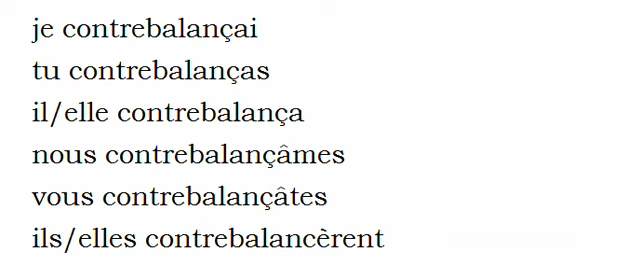 je contrebalançai
tu contrebalanças
il/elle contrebalança
nous contrebalançâmes
vous contrebalançâtes
ils/elles contrebalancèrent